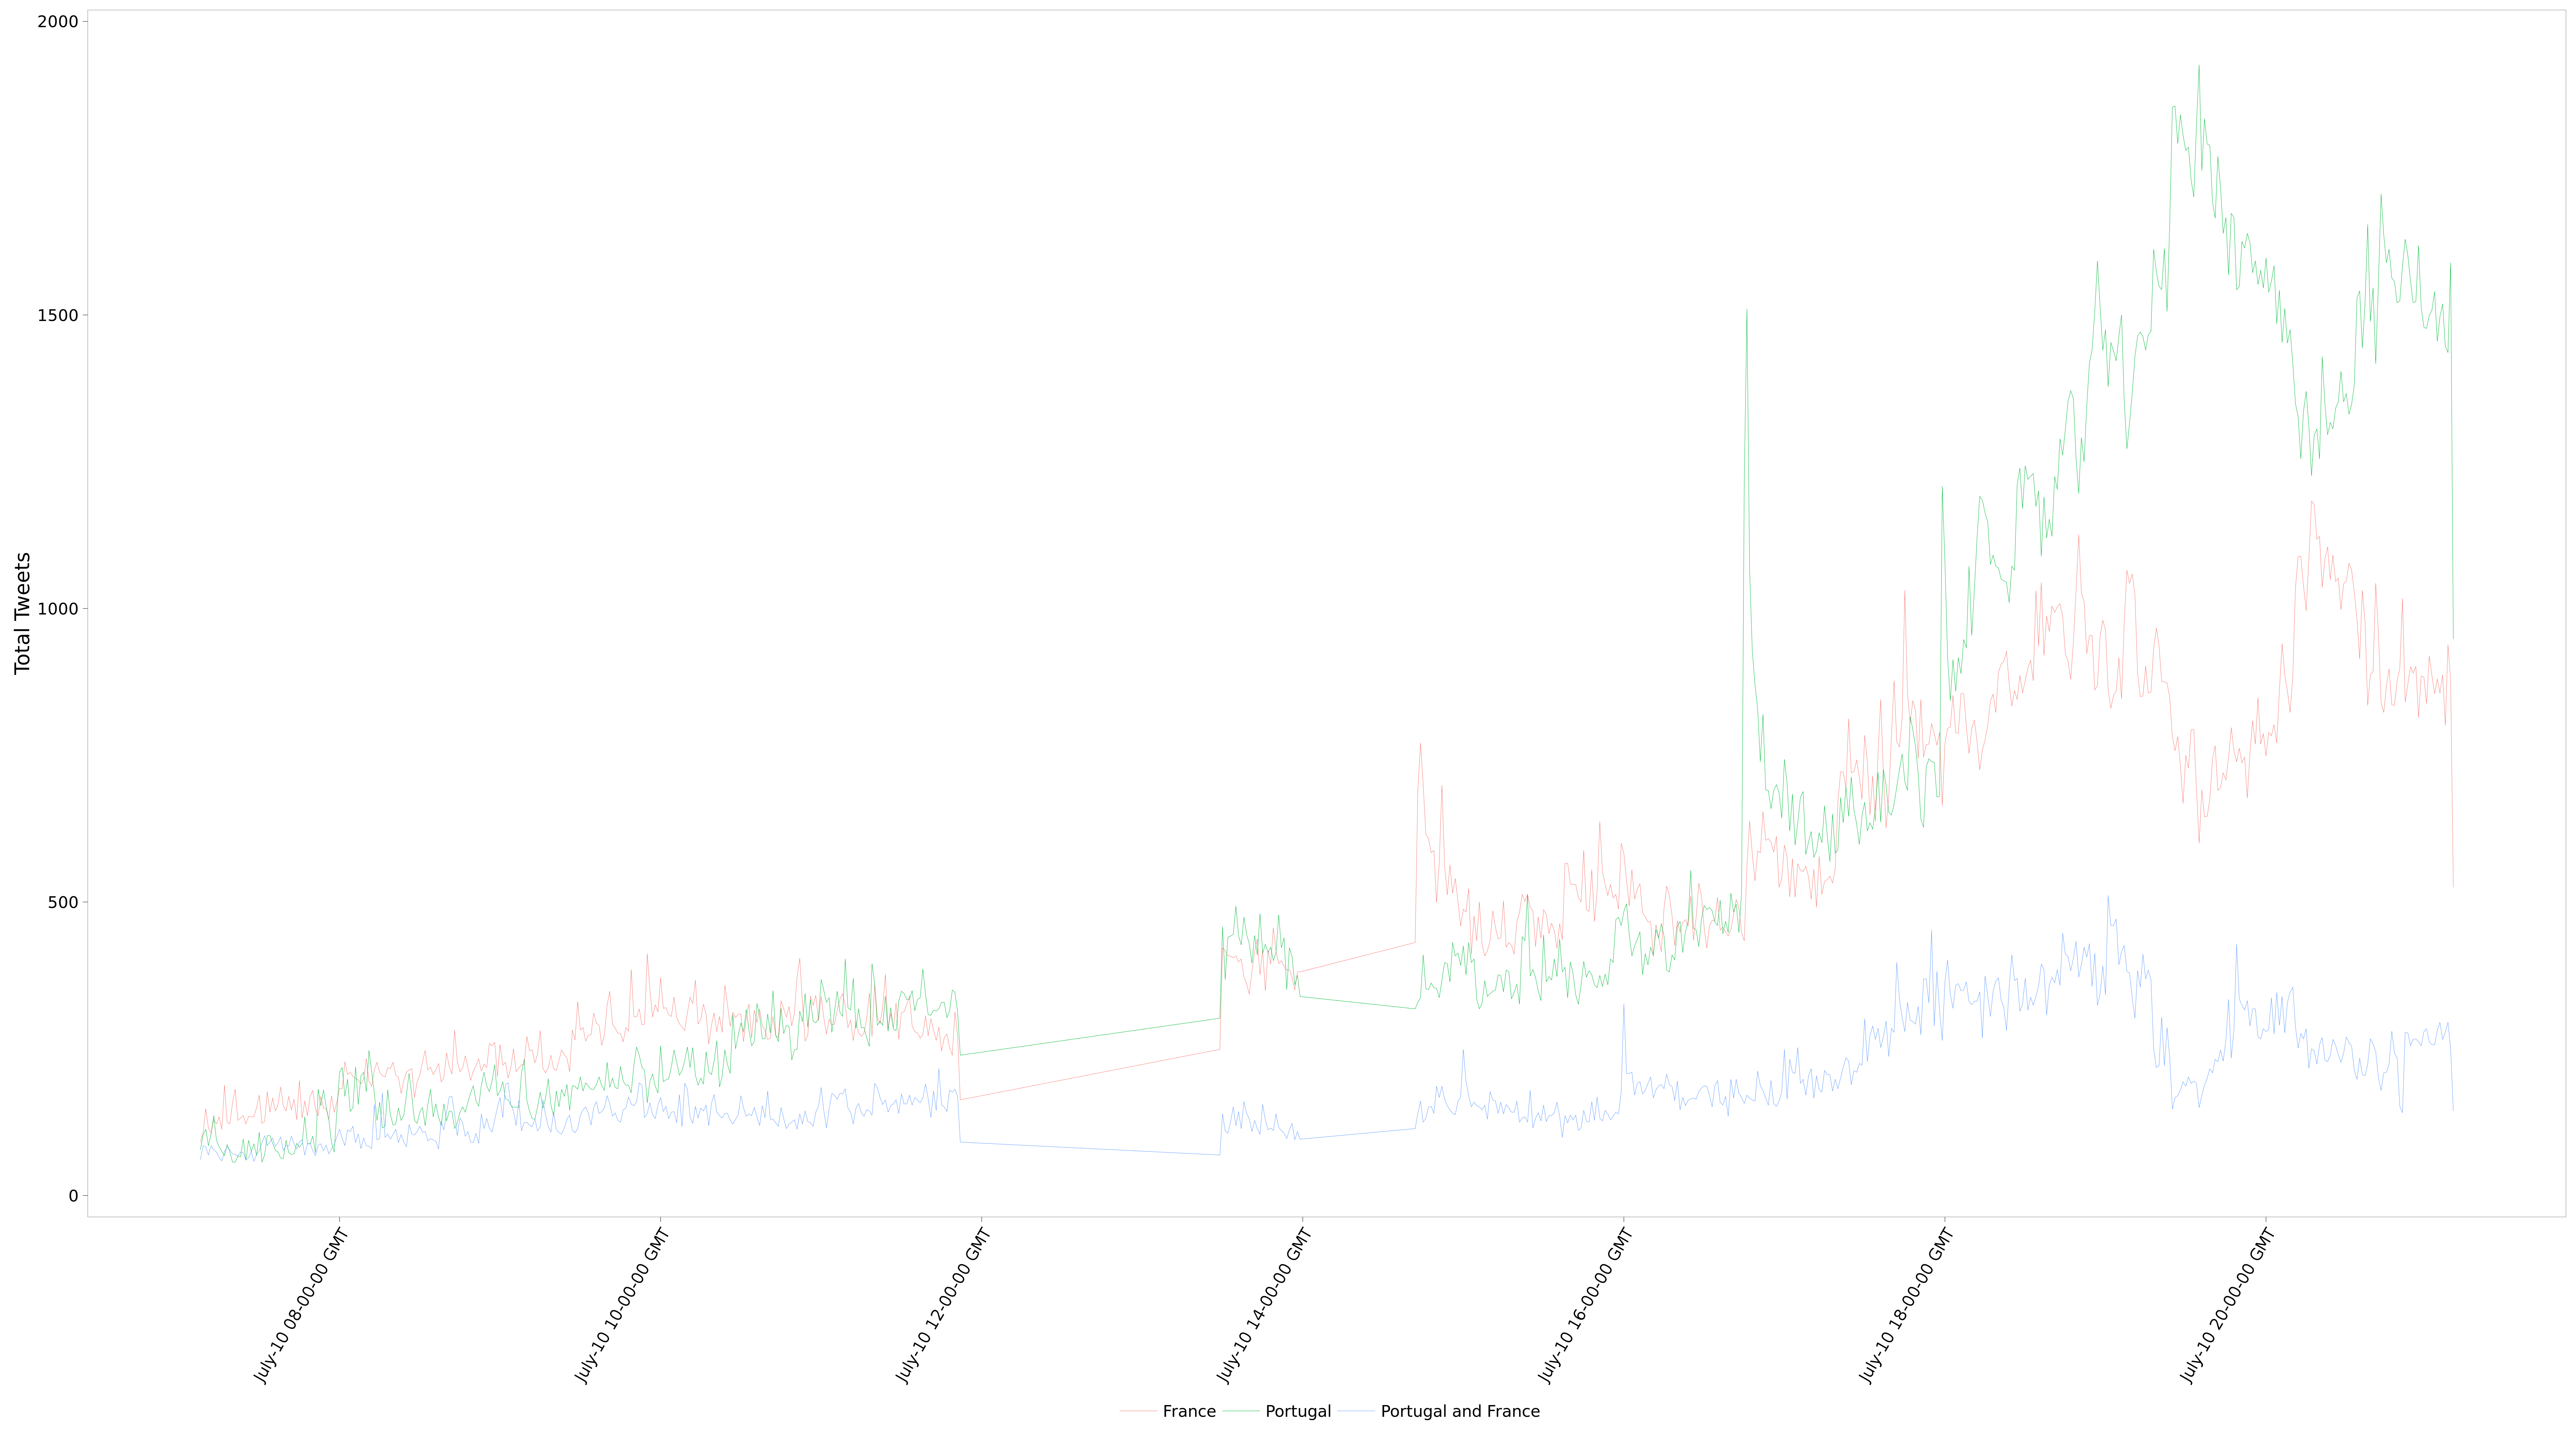 2000
1500
1000
500
0
Total Tweets
July-10 08-00-00 GMT
July-10 10-00-00 GMT
July-10 12-00-00 GMT
July-10 14-00-00 GMT
July-10 16-00-00 GMT
July-10 18-00-00 GMT
July-10 20-00-00 GMT
France Portugal Portugal and France